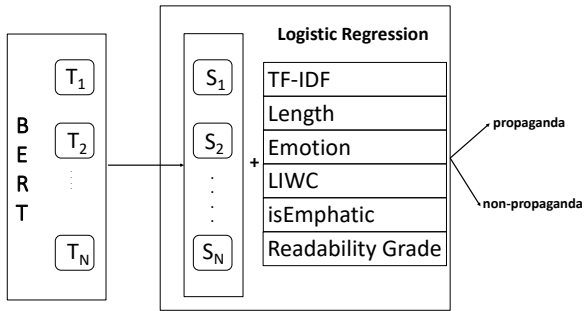 B
E
R
T
T1
T2
TN
S1
S2
SN
+
Logistic Regression
TF-IDF
Length
Emotion
LIWC
isEmphatic
Readability Grade
propaganda
non-propaganda